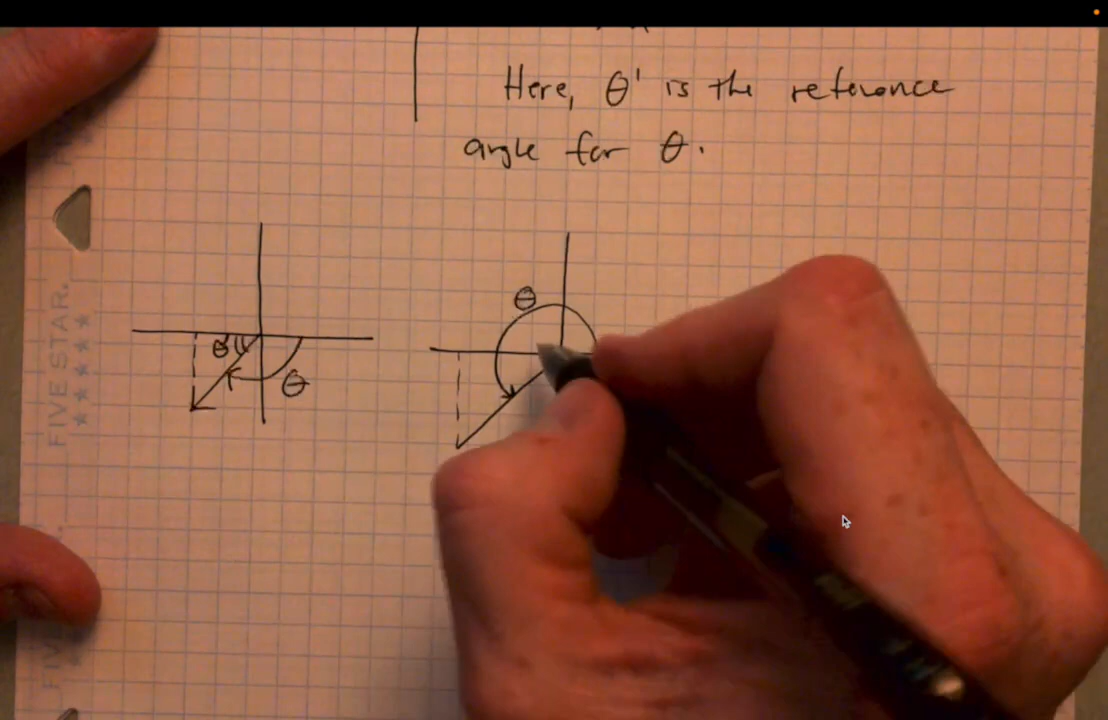 Here, θ' is the reference
angle for θ.
θ
θ'
θ
FIVE STAR.